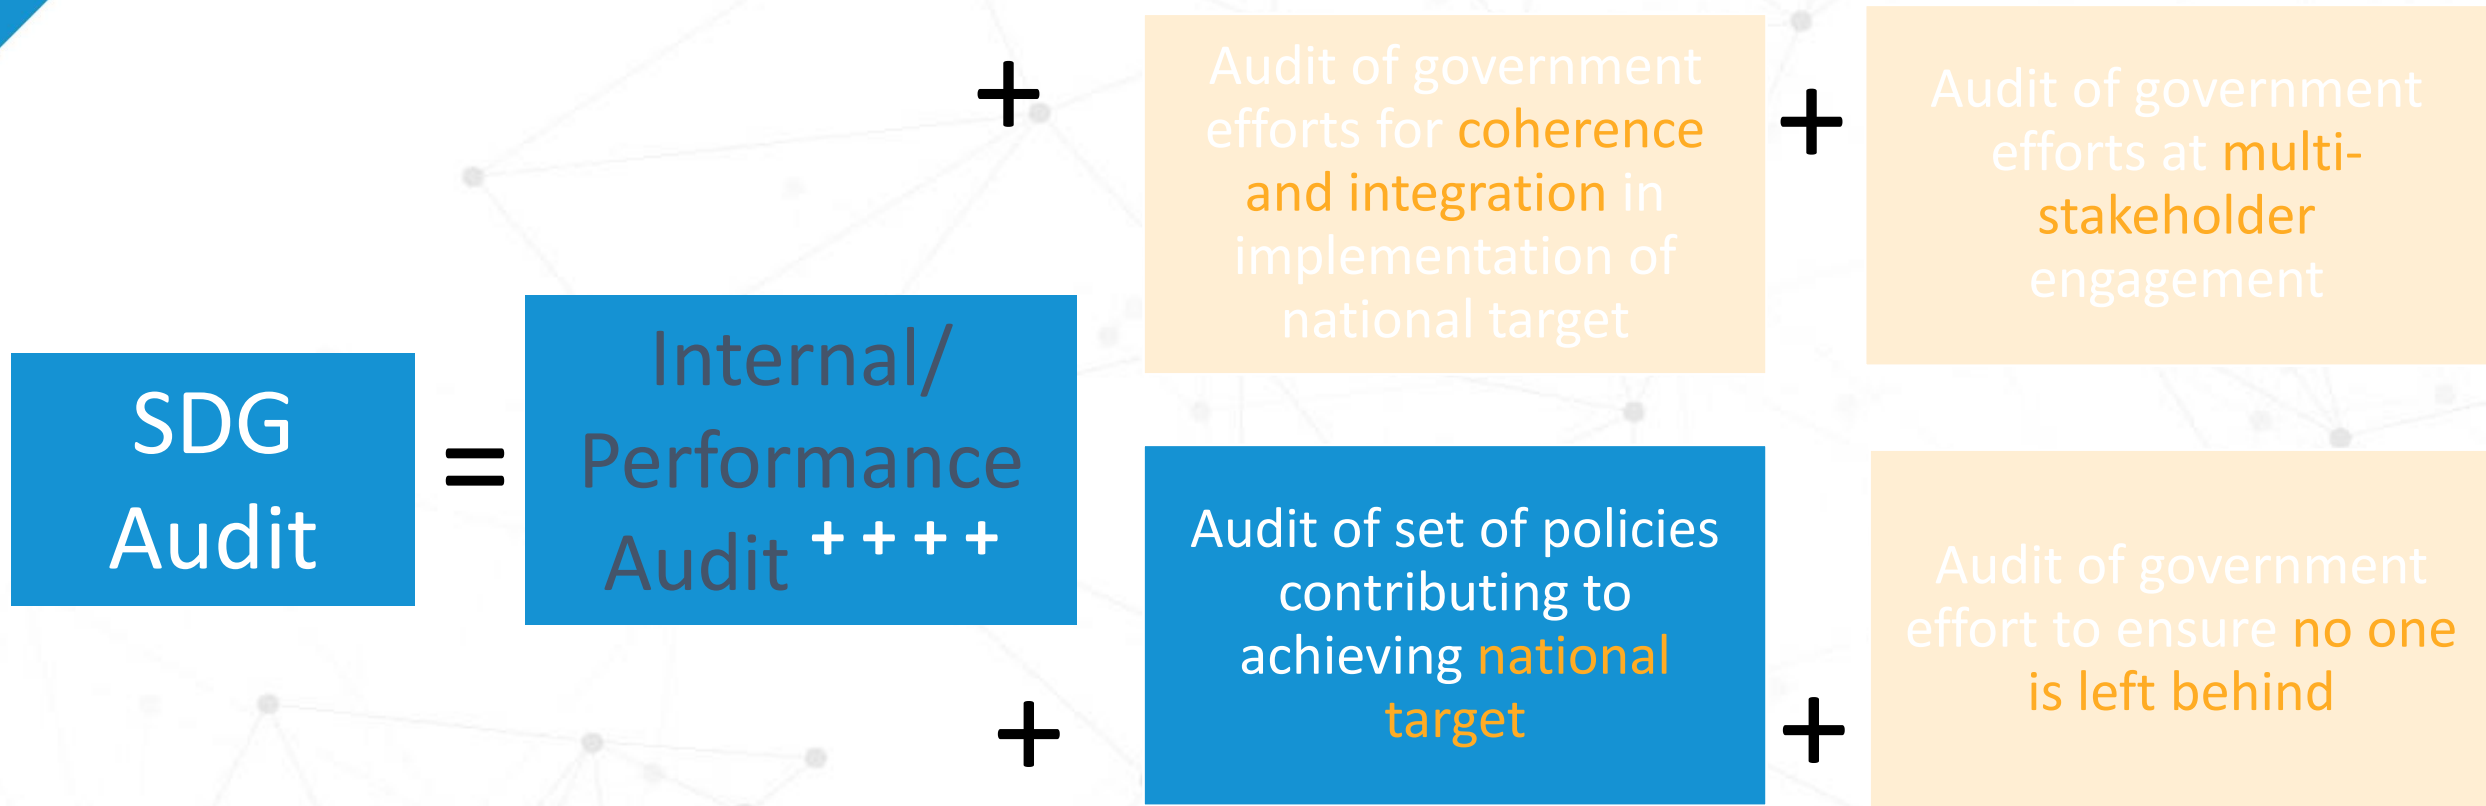 SDG
Audit
=
Internal/
Performance
Audit ++++
+
Audit of government
efforts for coherence
and integration in
implementation of
national target
+
Audit of government
efforts at multi-
stakeholder
engagement
+
Audit of set of policies
contributing to
achieving national
target
+
Audit of government
effort to ensure no one
is left behind